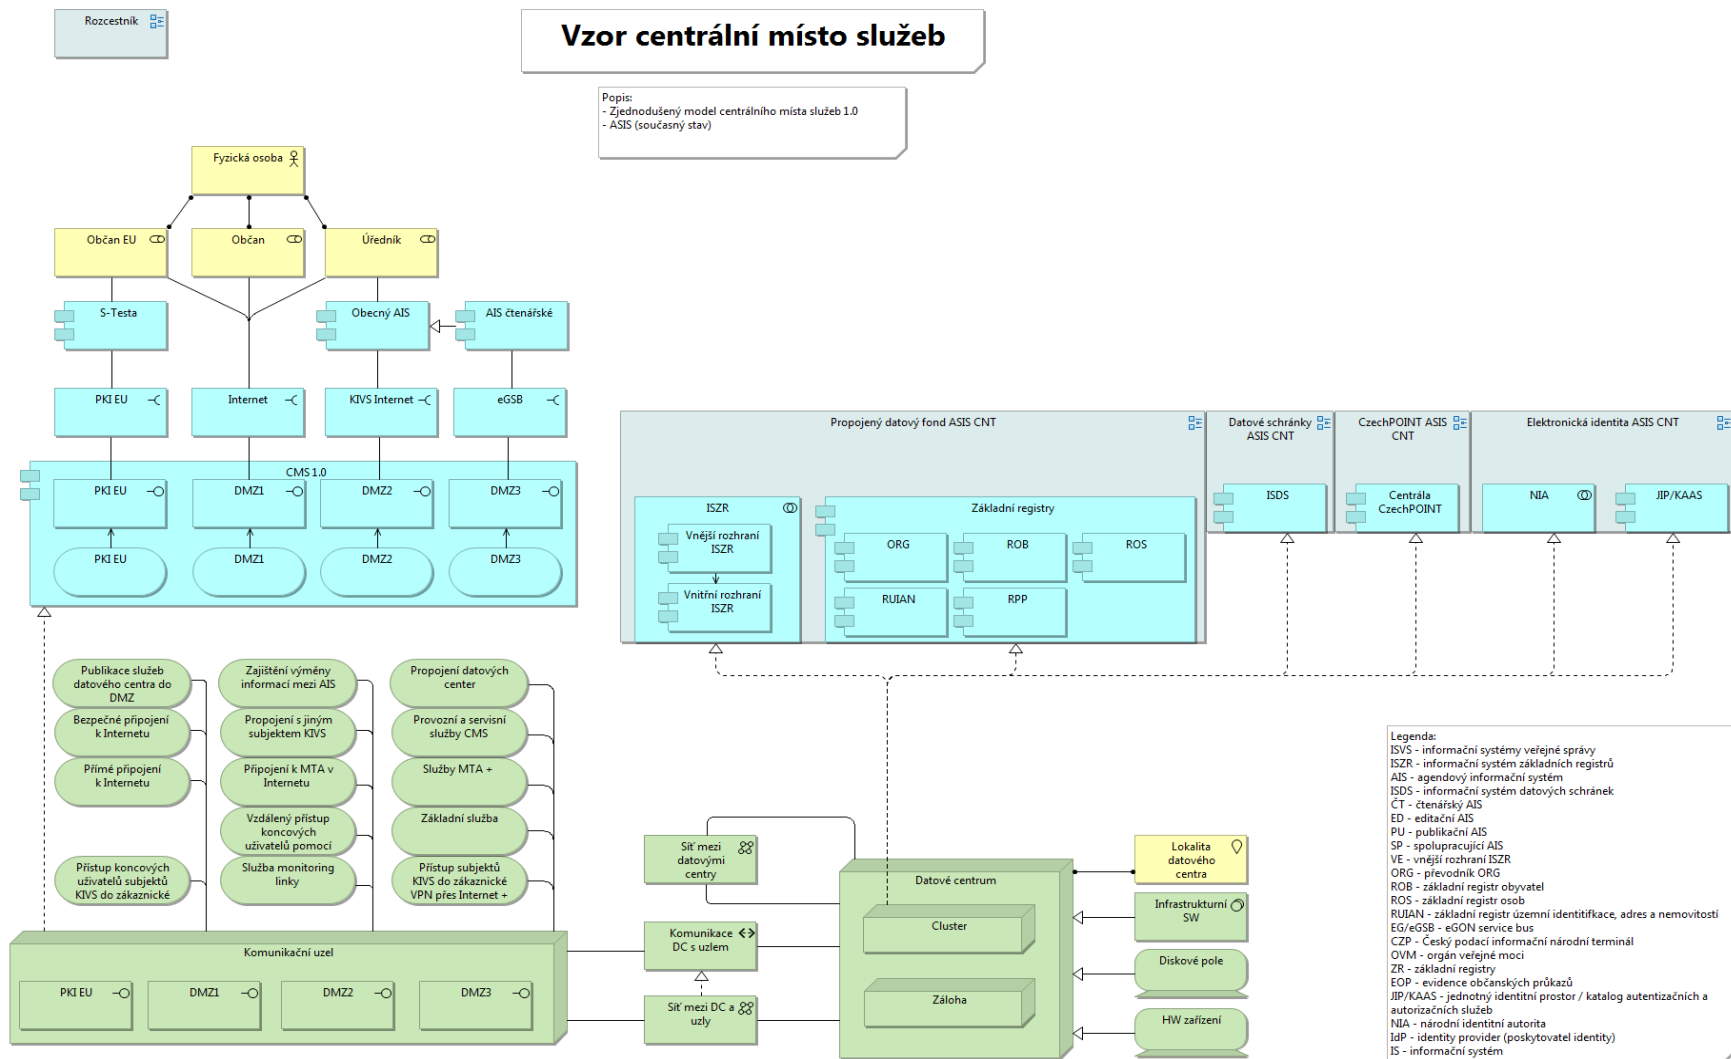 Rozcestník
Vzor centrální místo služeb
Popis:
- Zjednodušený model centrálního místa služeb 1.0
- ASIS (současný stav)
Fyzická osoba
Občan EU
Občan
Úředník
S-Testa
Obecný AIS
AIS čtenářské
PKI EU
Internet
KIVS Internet
eGSB
CMS 1.0
PKI EU
DMZ1
DMZ2
DMZ3
PKI EU
DMZ1
DMZ2
DMZ3
Propojený datový fond ASIS CNT
Datové schránky
ASIS CNT
CzechPOINT ASIS
CNT
Elektronická identita ASIS CNT
ISZR
Vnější rozhraní
ISZR
Vnitřní rozhraní
ISZR
Základní registry
ORG
ROB
ROS
RUIAN
RPP
ISDS
Centrála
CzechPOINT
NIA
JIP/KAAS
Publikace služeb
datového centra do
DMZ
Zajištění výměny
informací mezi AIS
Propojení datových
center
Bezpečné připojení
k Internetu
Propojení s jiným
subjektem KIVS
Provozní a servisní
služby CMS
Přímé připojení
k Internetu
Připojení k MTA v
Internetu
Služby MTA +
Vzdálený přístup
koncových
uživatelů pomocí
Základní služba
Přístup koncových
uživatelů subjektů
KIVS do zákaznické
Služba monitoring
linky
Přístup subjektů
KIVS do zákaznické
VPN přes Internet +
Komunikační uzel
PKI EU
DMZ1
DMZ2
DMZ3
Síť mezi
datovými
centry
Komunikace
DC s uzlem
Síť mezi DC a
uzly
Datové centrum
Cluster
Záloha
Lokalita
datového
centra
Infrastrukturní
SW
Diskové pole
HW zařízení
Legenda:
ISVS - informační systémy veřejné správy
ISZR - informační systém základních registrů
AIS - agendový informační systém
ISDS - informační systém datových schránek
ČT - čtenářský AIS
ED - editační AIS
PU - publikační AIS
SP - spolupracující AIS
VE - vnější rozhraní ISZR
ORG - převodník ORG
ROB - základní registr obyvatel
ROS - základní registr osob
RUIAN - základní registr územní identitifkace, adres a nemovitostí
EG/eGSB - eGON service bus
CZP - Český podací informační národní terminál
OVM - orgán veřejné moci
ZR - základní registry
EOP - evidence občanských průkazů
JIP/KAAS - jednotný identitní prostor / katalog autentizačních a
autorizačních služeb
NIA - národní identitní autorita
IdP - identity provider (poskytovatel identity)
IS - informační systém